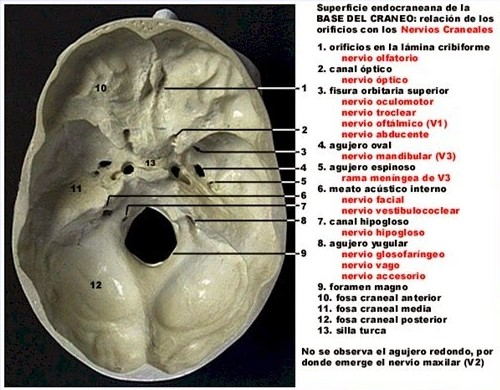 Superficie endocraneana de la
BASE DEL CRANEO: relación de los
orificios con los Nervios Craneales
1. orificios en la lámina cribiforme
nervio olfatorio
2. canal óptico
nervio óptico
3. fisura orbitaria superior
nervio oculomotor
nervio troclear
nervio oftálmico (V1)
nervio abducente
4. agujero oval
nervio mandibular (V3)
5. agujero espinoso
rama meníngea de V3
6. meato acústico interno
nervio facial
nervio vestíbulococlear
7. canal hipogloso
nervio hipogloso
8. agujero yugular
nervio glosofaríngeo
nervio vago
nervio accesorio
9. foramen magno
10. fosa craneal anterior
11. fosa craneal media
12. fosa craneal posterior
13. silla turca
No se observa el agujero redondo, por
donde emerge el nervio maxilar (V2)
10
1
2
3
13
4
11
5
6
7
8
9
12